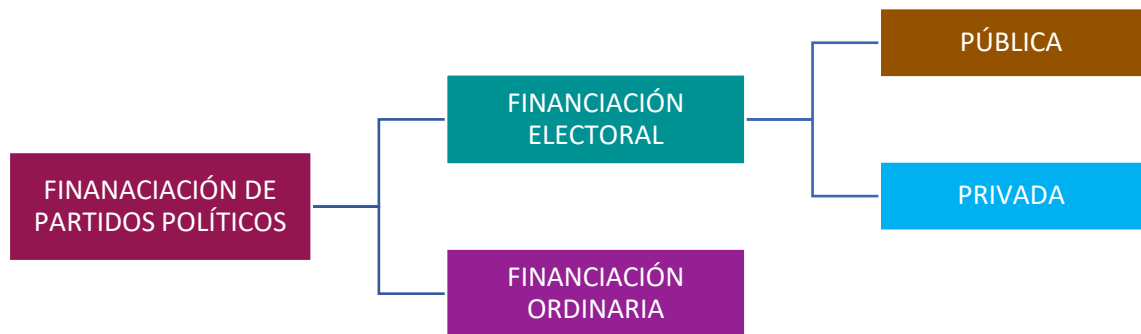 FINANACIACIÓN DE
PARTIDOS POLÍTICOS
FINANCIACIÓN
ELECTORAL
PÚBLICA
PRIVADA
FINANCIACIÓN
ORDINARIA